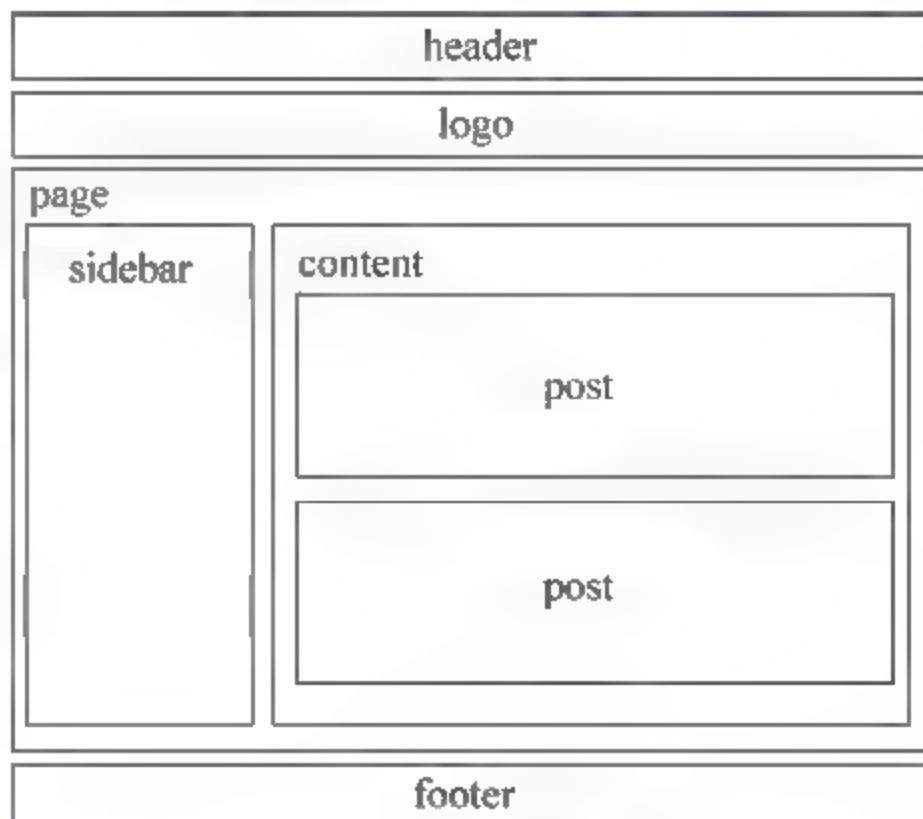 header
logo
page
sidebar
content
post
post
footer